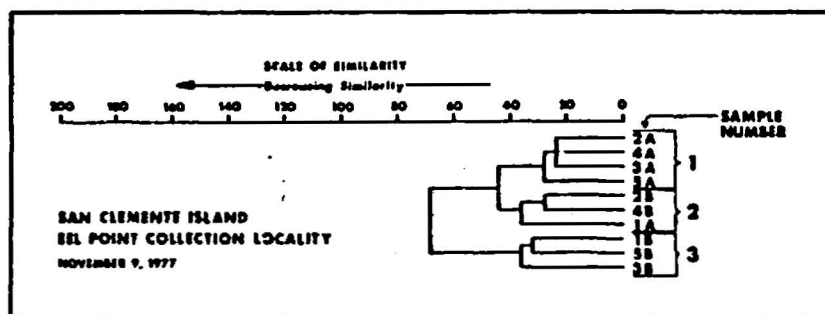 SCALE OF SIMILARITY
Decreasing Similarity
200 180 160 140 120 100 80 60 40 20 0
SAMPLE
NUMBER
2A
4A
3A
5A
1
2B
4B
1A
2
1B
5B
3B
3
SAN CLEMENTE ISLAND
EEL POINT COLLECTION LOCALITY
NOVEMBER 9, 1977